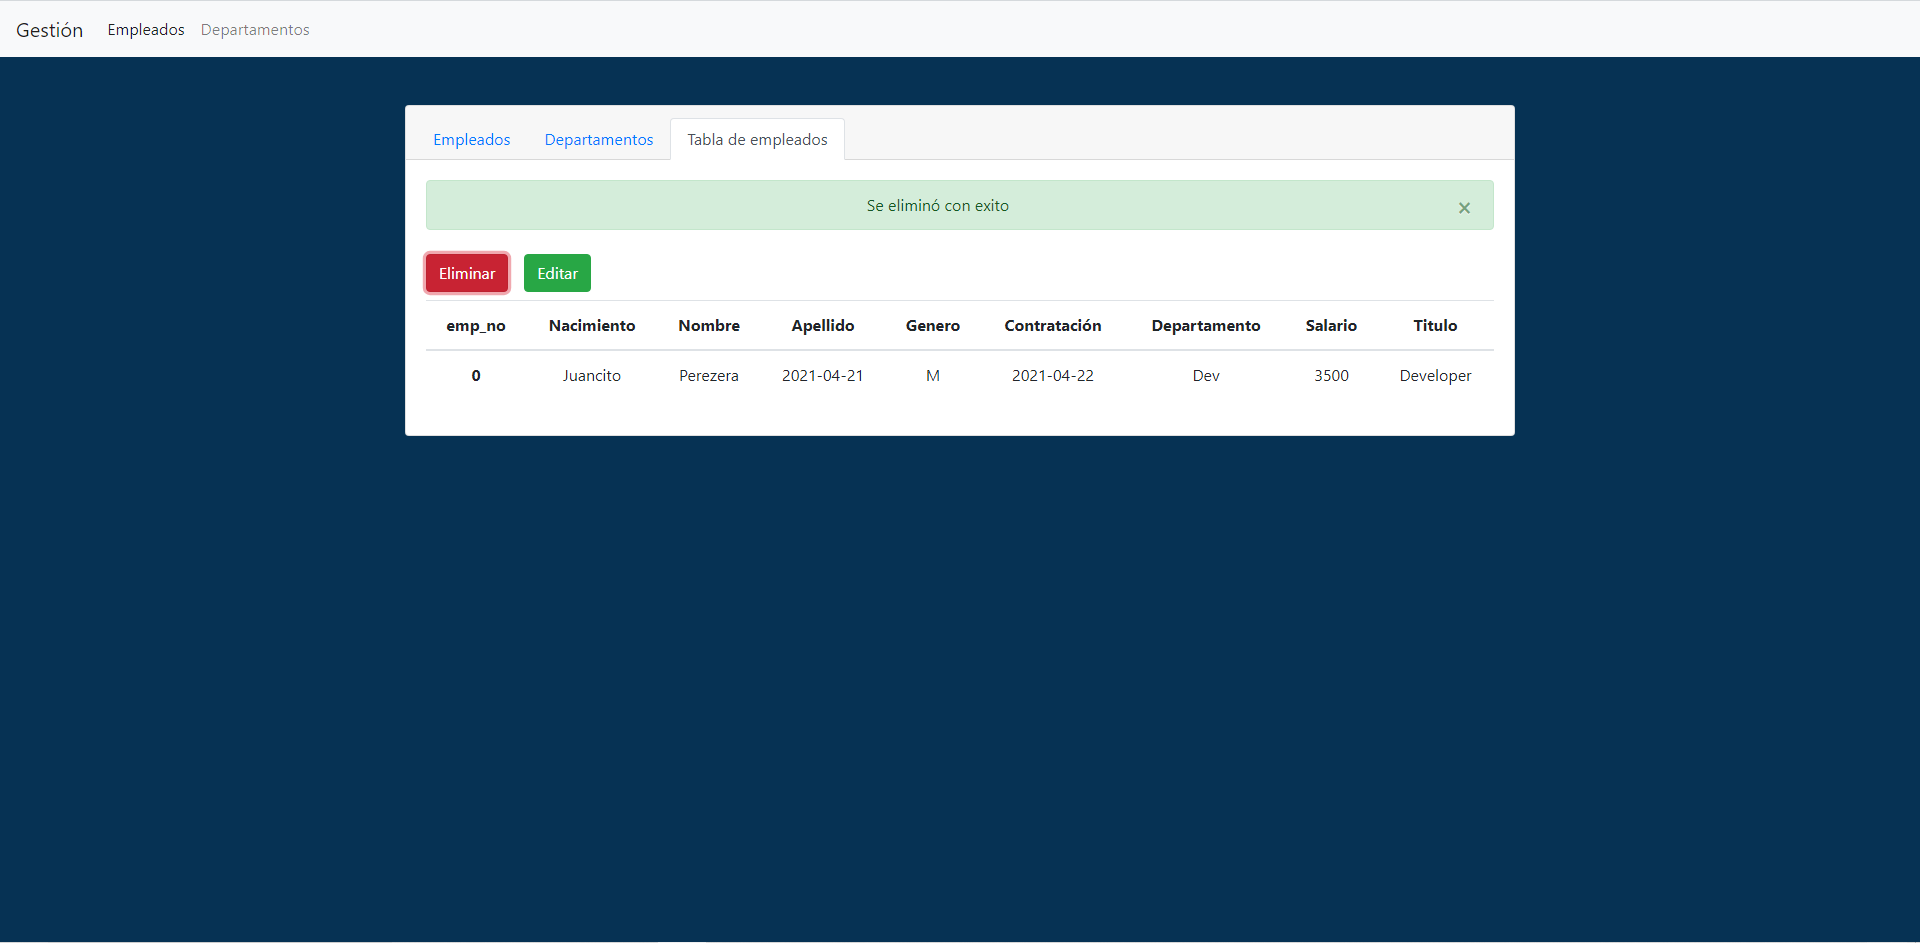 Gestión Empleados Departamentos
Empleados Departamentos Tabla de empleados
Se eliminó con exito ×
Eliminar Editar
emp_no Nacimiento Nombre Apellido Genero Contratación Departamento Salario Titulo
0 Juancito Perezera 2021-04-21 M 2021-04-22 Dev 3500 Developer